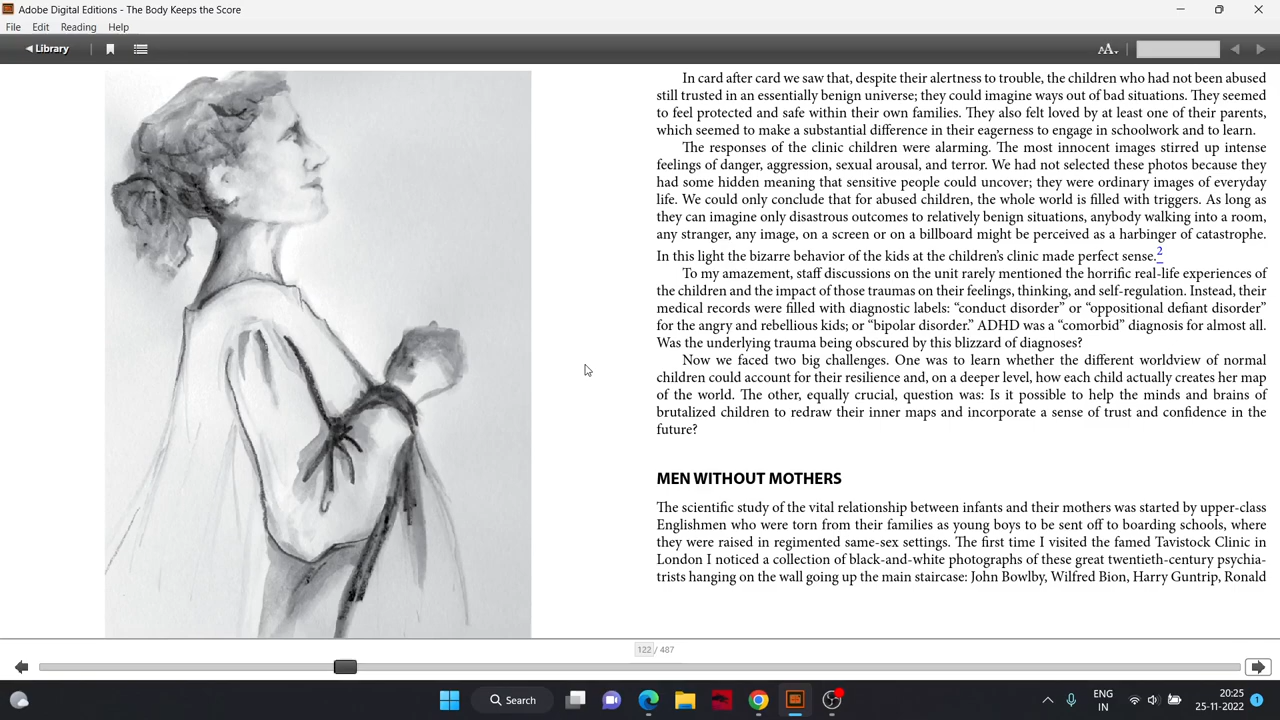 Adobe Digital Editions - The Body Keeps the Score
File Edit Reading Help
Library
AA
In card after card we saw that, despite their alertness to trouble, the children who had not been abused
still trusted in an essentially benign universe; they could imagine ways out of bad situations. They seemed
to feel protected and safe within their own families. They also felt loved by at least one of their parents,
which seemed to make a substantial difference in their eagerness to engage in schoolwork and to learn.
The responses of the clinic children were alarming. The most innocent images stirred up intense
feelings of danger, aggression, sexual arousal, and terror. We had not selected these photos because they
had some hidden meaning that sensitive people could uncover; they were ordinary images of everyday
life. We could only conclude that for abused children, the whole world is filled with triggers. As long as
they can imagine only disastrous outcomes to relatively benign situations, anybody walking into a room,
any stranger, any image, on a screen or on a billboard might be perceived as a harbinger of catastrophe.
In this light the bizarre behavior of the kids at the children’s clinic made perfect sense.2
To my amazement, staff discussions on the unit rarely mentioned the horrific real-life experiences of
the children and the impact of those traumas on their feelings, thinking, and self-regulation. Instead, their
medical records were filled with diagnostic labels: “conduct disorder” or “oppositional defiant disorder”
for the angry and rebellious kids; or “bipolar disorder.” ADHD was a “comorbid” diagnosis for almost all.
Was the underlying trauma being obscured by this blizzard of diagnoses?
Now we faced two big challenges. One was to learn whether the different worldview of normal
children could account for their resilience and, on a deeper level, how each child actually creates her map
of the world. The other, equally crucial, question was: Is it possible to help the minds and brains of
brutalized children to redraw their inner maps and incorporate a sense of trust and confidence in the
future?
MEN WITHOUT MOTHERS
The scientific study of the vital relationship between infants and their mothers was started by upper-class
Englishmen who were torn from their families as young boys to be sent off to boarding schools, where
they were raised in regimented same-sex settings. The first time I visited the famed Tavistock Clinic in
London I noticed a collection of black-and-white photographs of these great twentieth-century psychia-
trists hanging on the wall going up the main staircase: John Bowlby, Wilfred Bion, Harry Guntrip, Ronald
122 / 487
Search
ENG
IN
20:25
25-11-2022
1